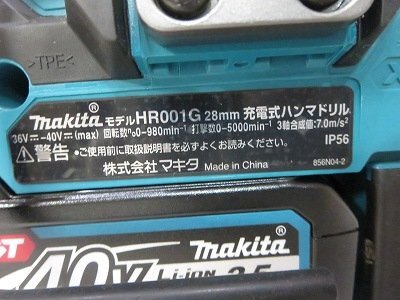 >TPE<
makita® モデルHR001G 28mm 充電式ハンマドリル
36V⎓-40V⎓(max) 回転数n₀0-980min⁻¹ 打撃数0-5000min⁻¹ 3軸合成値:7.0m/s²
⚠警告 ●ご使用前に取扱説明書を必ずよくお読みください。 IP56
株式会社マキタ Made in China 856N04-2
makita®
40V Li-ion 2.5